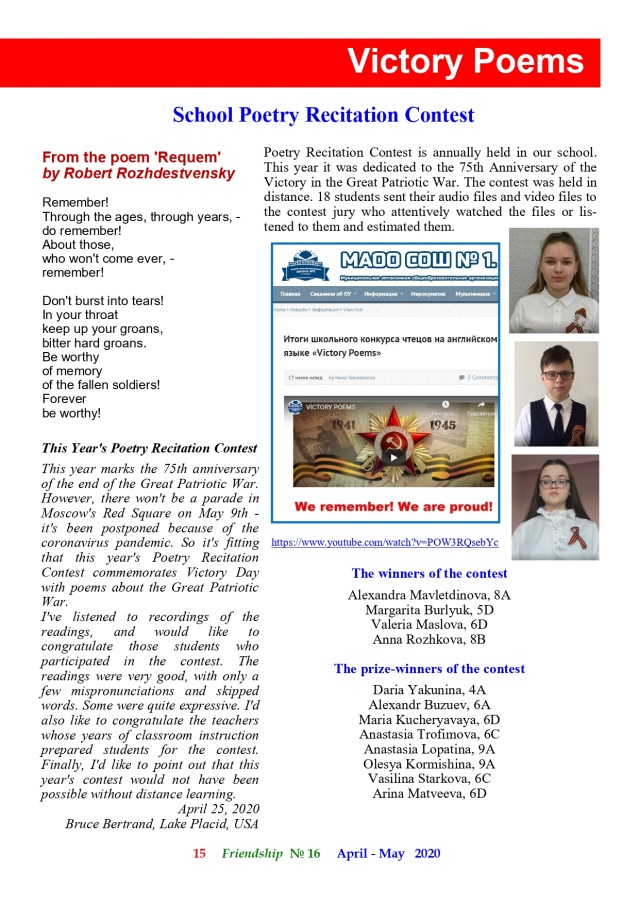 Victory Poems
School Poetry Recitation Contest
From the poem 'Requem'
by Robert Rozhdestvensky
Remember!
Through the ages, through years, -
do remember!
About those,
who won't come ever, -
remember!
Don't burst into tears!
In your throat
keep up your groans,
bitter hard groans.
Be worthy
of memory
of the fallen soldiers!
Forever
be worthy!
This Year's Poetry Recitation Contest
This year marks the 75th anniversary
of the end of the Great Patriotic War.
However, there won't be a parade in
Moscow's Red Square on May 9th -
it's been postponed because of the
coronavirus pandemic. So it's fitting
that this year's Poetry Recitation
Contest commemorates Victory Day
with poems about the Great Patriotic
War.
I've listened to recordings of the
readings, and would like to
congratulate those students who
participated in the contest. The
readings were very good, with only a
few mispronunciations and skipped
words. Some were quite expressive. I'd
also like to congratulate the teachers
whose years of classroom instruction
prepared students for the contest.
Finally, I'd like to point out that this
year's contest would not have been
possible without distance learning.
April 25, 2020
Bruce Bertrand, Lake Placid, USA
Poetry Recitation Contest is annually held in our school.
This year it was dedicated to the 75th Anniversary of the
Victory in the Great Patriotic War. The contest was held in
distance. 18 students sent their audio files and video files to
the contest jury who attentively watched the files or lis-
tened to them and estimated them.
МАОО СОШ № 1.
Муниципальная автономная общеобразовательная организация
Главная Сведения об ОУ Информация Мероприятия Мультимедиа
Home > Новости > Информация > View Post
Итоги школьного конкурса чтецов на английском
языке «Victory Poems»
17 часов назад by
0 Comments
VICTORY POEMS
1941 1945
We remember! We are proud!
https://www.youtube.com/watch?v=POW3RQsebYc
The winners of the contest
Alexandra Mavletdinova, 8A
Margarita Burlyuk, 5D
Valeria Maslova, 6D
Anna Rozhkova, 8B
The prize-winners of the contest
Daria Yakunina, 4A
Alexandr Buzuev, 6A
Maria Kucheryavaya, 6D
Anastasia Trofimova, 6C
Anastasia Lopatina, 9A
Olesya Kormishina, 9A
Vasilina Starkova, 6C
Arina Matveeva, 6D
15 Friendship № 16 April - May 2020